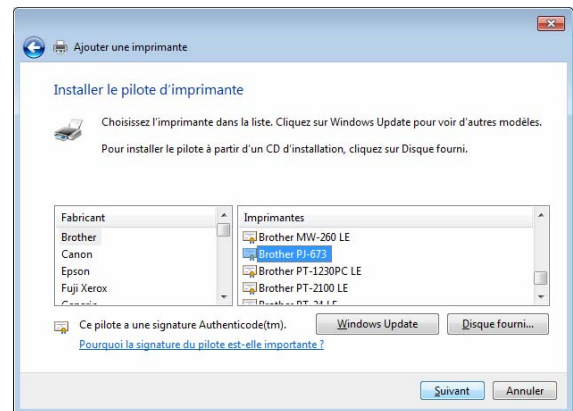 Ajouter une imprimante
Installer le pilote d'imprimante
Choisissez l'imprimante dans la liste. Cliquez sur Windows Update pour voir d'autres modèles.
Pour installer le pilote à partir d'un CD d'installation, cliquez sur Disque fourni.
Fabricant
Brother
Canon
Epson
Fuji Xerox
Imprimantes
Brother MW-260 LE
Brother PJ-673
Brother PT-1230PC LE
Brother PT-2100 LE
Ce pilote a une signature Authenticode(tm).
Pourquoi la signature du pilote est-elle importante ?
Windows Update
Disque fourni...
Suivant
Annuler